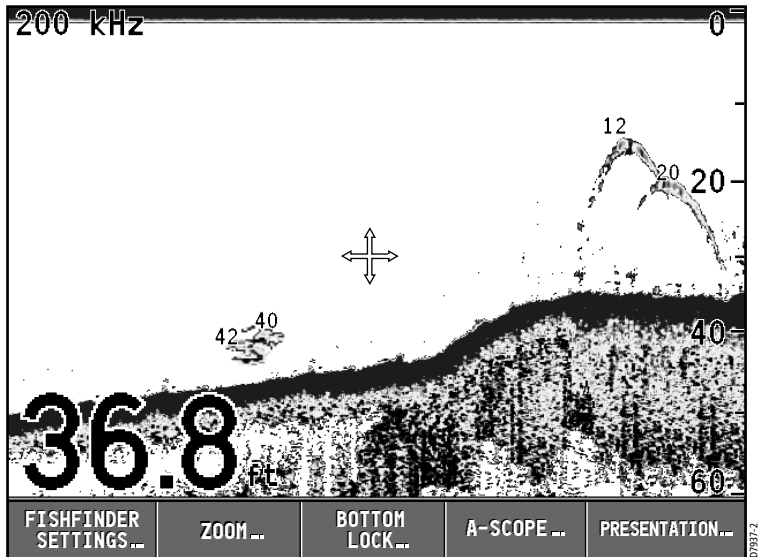 200 kHz
0
12
20
20
42
40
40
36.8 ft
60
FISHFINDER
SETTINGS...
ZOOM...
BOTTOM
LOCK...
A-SCOPE...
PRESENTATION...
D7937-2